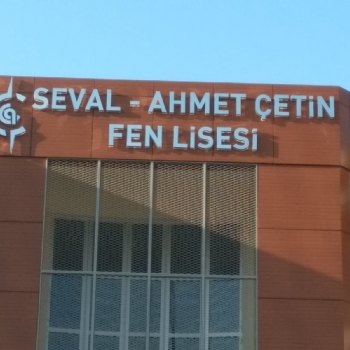 SEVAL - AHMET ÇETİN
FEN LİSESİ